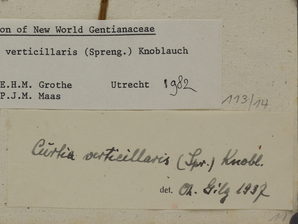 on of New World Gentianaceae
verticillaris (Spreng.) Knoblauch
E.H.M. Grothe Utrecht 1982
P.J.M. Maas
113/14
Curtia verticillaris (Spr.) Knobl.
det. Ch. Gilg 1937